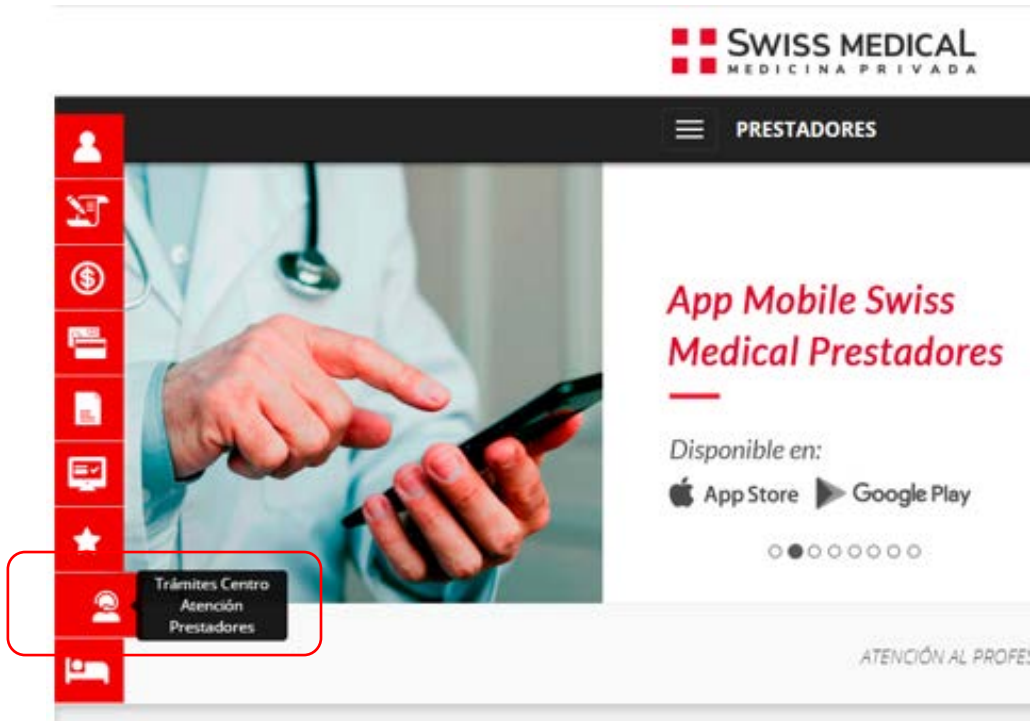 SWISS MEDICAL
MEDICINA PRIVADA
PRESTADORES
App Mobile Swiss
Medical Prestadores
Disponible en:
App Store Google Play
Trámites Centro
Atención
Prestadores
ATENCIÓN AL PROFES